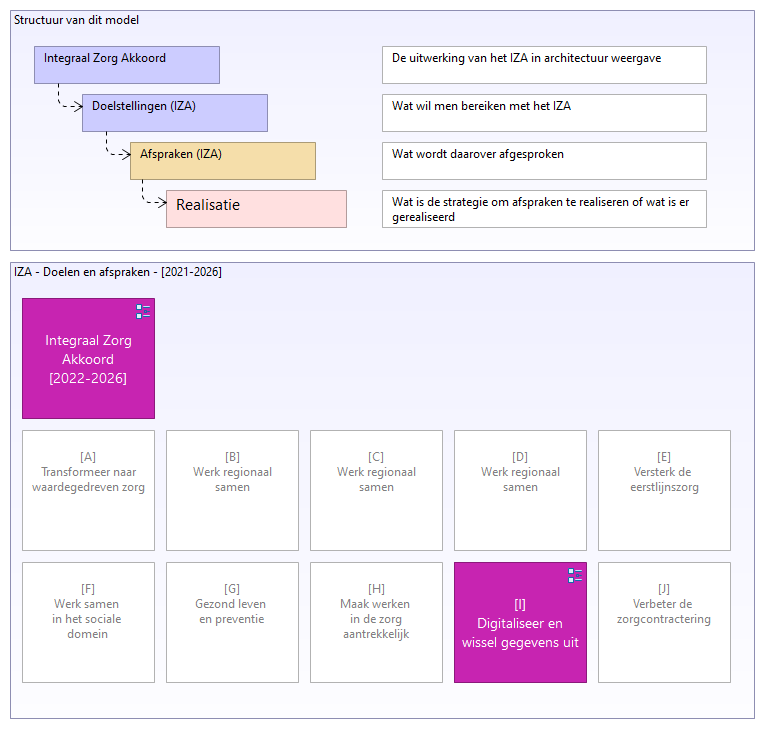 Structuur van dit model
Integraal Zorg Akkoord
De uitwerking van het IZA in architectuur weergave
Doelstellingen (IZA)
Wat wil men bereiken met het IZA
Afspraken (IZA)
Wat wordt daarover afgesproken
Realisatie
Wat is de strategie om afspraken te realiseren of wat is er
gerealiseerd
IZA - Doelen en afspraken - [2021-2026]
Integraal Zorg
Akkoord
[2022-2026]
[A]
Transformeer naar
waardegedreven zorg
[B]
Werk regionaal
samen
[C]
Werk regionaal
samen
[D]
Werk regionaal
samen
[E]
Versterk de
eerstlijnszorg
[F]
Werk samen
in het sociale
domein
[G]
Gezond leven
en preventie
[H]
Maak werken
in de zorg
aantrekkelijk
[I]
Digitaliseer en
wissel gegevens uit
[J]
Verbeter de
zorgcontractering